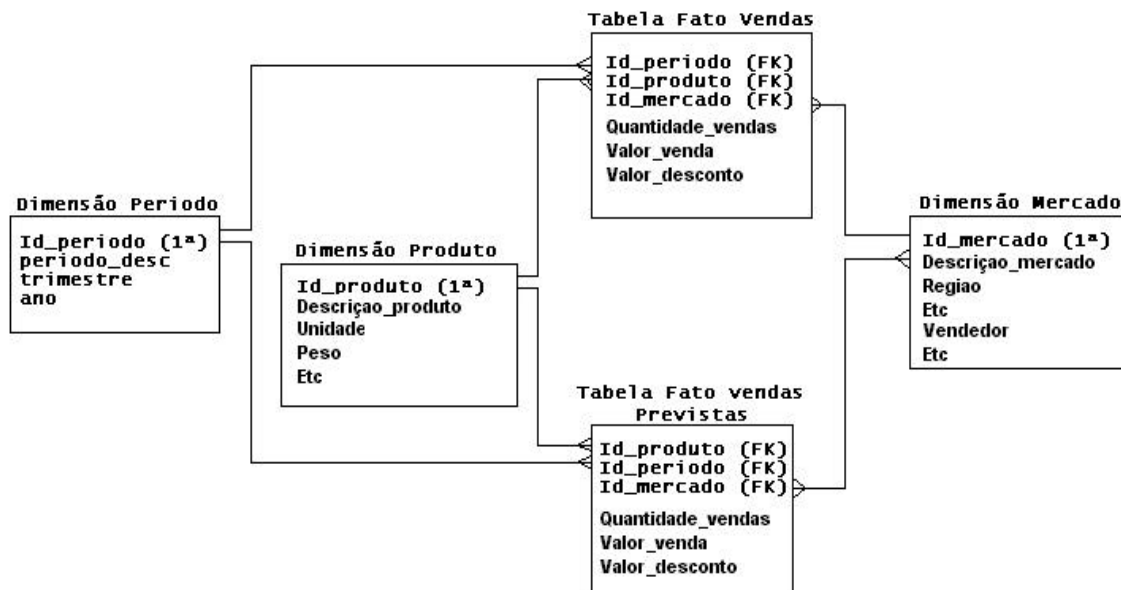 Tabela Fato Vendas
Id_periodo (FK)
Id_produto (FK)
Id_mercado (FK)
Quantidade_vendas
Valor_venda
Valor_desconto
Dimensão Periodo
Id_periodo (1ª)
periodo_desc
trimestre
ano
Dimensão Produto
Id_produto (1ª)
Descriçao_produto
Unidade
Peso
Etc
Dimensão Mercado
Id_mercado (1ª)
Descriçao_mercado
Regiao
Etc
Vendedor
Etc
Tabela Fato vendas
Previstas
Id_produto (FK)
Id_periodo (FK)
Id_mercado (FK)
Quantidade_vendas
Valor_venda
Valor_desconto